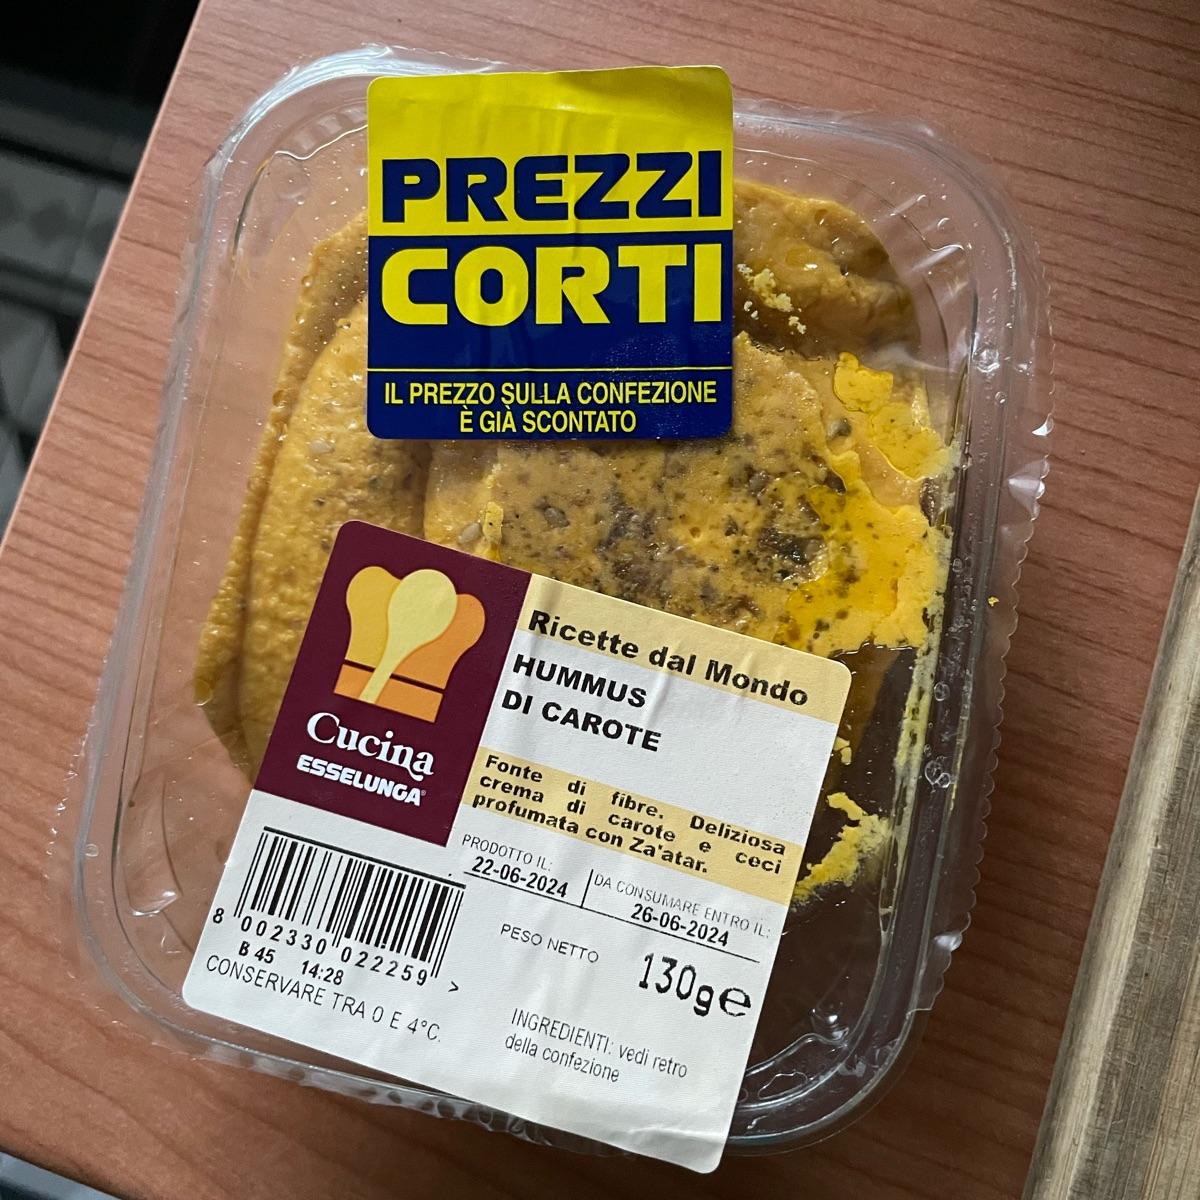 PREZZI
CORTI
IL PREZZO SULLA CONFEZIONE
È GIÀ SCONTATO
Cucina
ESSELUNGA®
Ricette dal Mondo
HUMMUS
DI CAROTE
Fonte di fibre. Deliziosa
crema di carote e ceci
profumata con Za'atar.
PRODOTTO IL:
22-06-2024
DA CONSUMARE ENTRO IL:
26-06-2024
PESO NETTO
130g e
8 002330 022259 >
B 45 14:28
CONSERVARE TRA 0 E 4°C.
INGREDIENTI: vedi retro
della confezione